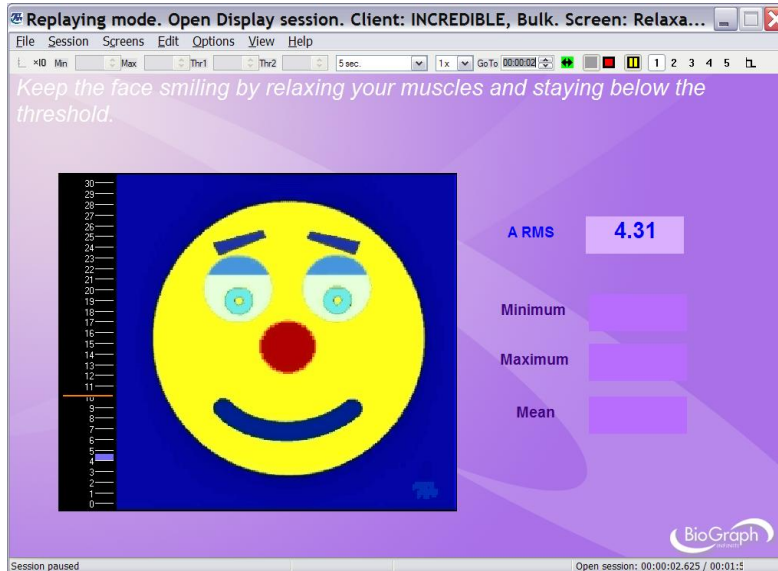 Replaying mode. Open Display session. Client: INCREDIBLE, Bulk. Screen: Relaxa...
File Session Screens Edit Options View Help
×10 Min Max Thr1 Thr2 5 sec. 1x GoTo 00:00:02 1 2 3 4 5
Keep the face smiling by relaxing your muscles and staying below the
threshold.
30
29
28
27
26
25
24
23
22
21
20
19
18
17
16
15
14
13
12
11
10
9
8
7
6
5
4
3
2
1
0
A RMS 4.31
Minimum
Maximum
Mean
BioGraph
Session paused Open session: 00:00:02.625 / 00:01:5